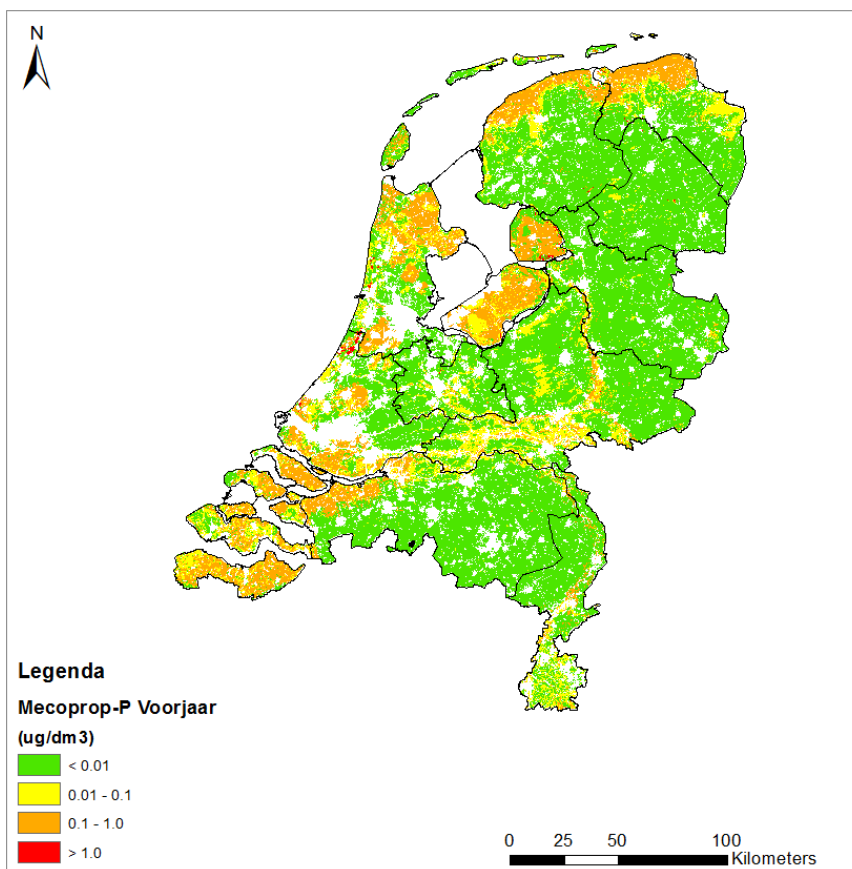 N
Legenda
Mecoprop-P Voorjaar
(ug/dm3)
< 0.01
0.01 - 0.1
0.1 - 1.0
> 1.0
0 25 50 100
Kilometers